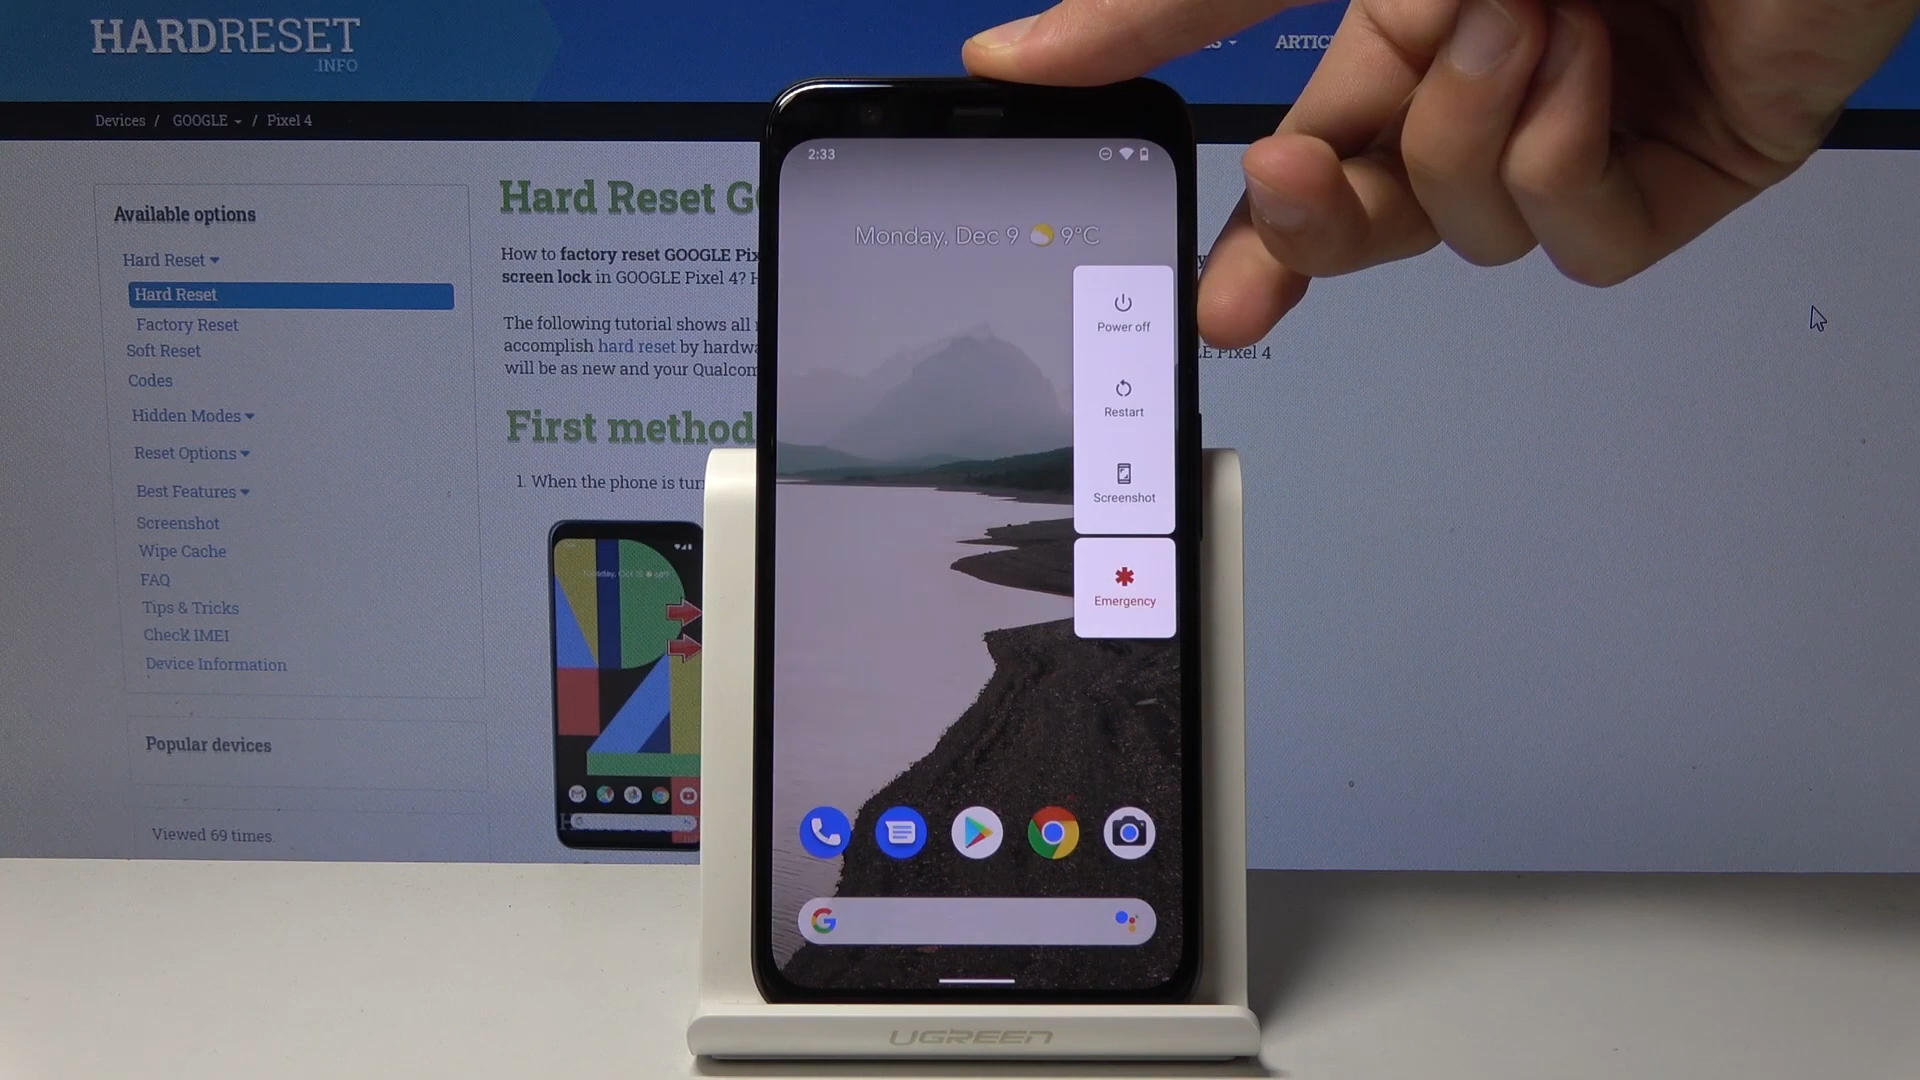 HARDRESET
.INFO
ARTIC
Devices / GOOGLE / Pixel 4
Available options
Hard Reset
Hard Reset
Factory Reset
Soft Reset
Codes
Hidden Modes
Reset Options
Best Features
Screenshot
Wipe Cache
FAQ
Tips & Tricks
Check IMEI
Device Information
Popular devices
Viewed 69 times.
Hard Reset G
How to factory reset GOOGLE Pix
screen lock in GOOGLE Pixel 4? H
The following tutorial shows all
accomplish hard reset by hardwa
will be as new and your Qualcom
LE Pixel 4
First method
1. When the phone is tur
2:33
Monday, Dec 9 9°C
Power off
Restart
Screenshot
Emergency
UGREEN